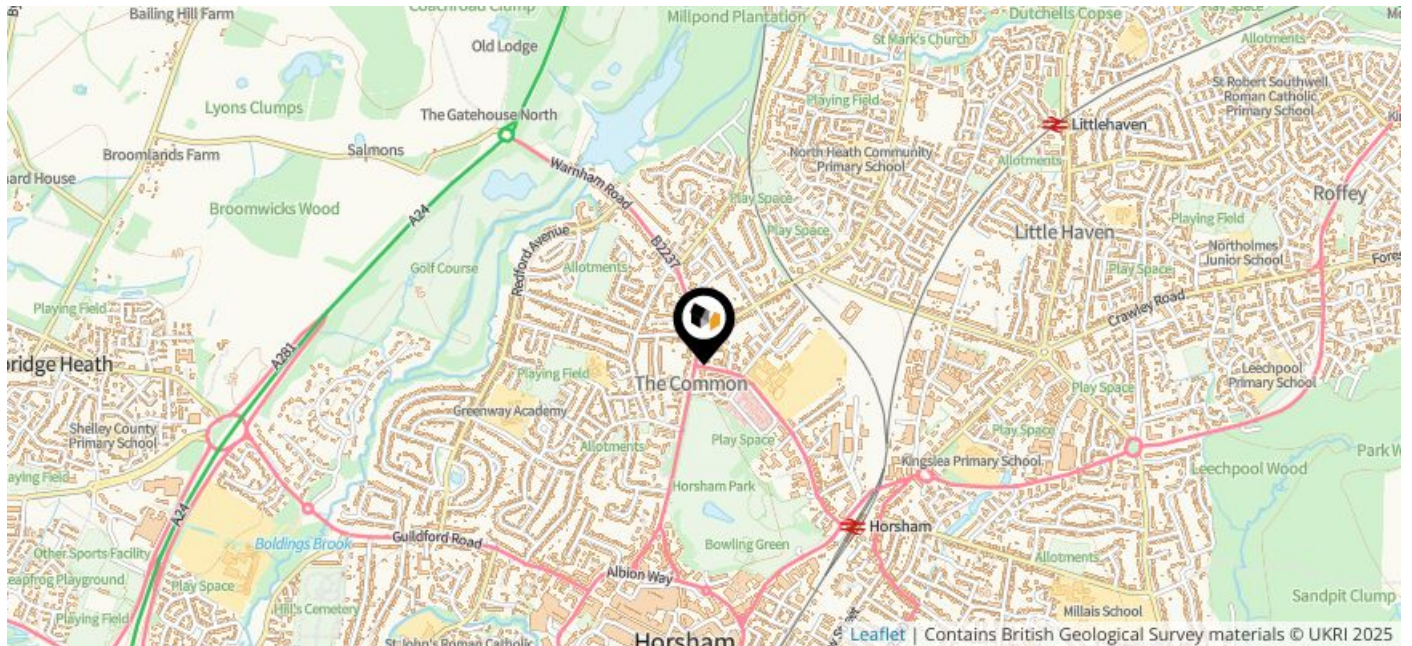 Bailing Hill Farm
Coachroad Clump
Millpond Plantation
Dutchells Copse
Old Lodge
St Mark's Church
Allotments
Lyons Clumps
The Gatehouse North
Playing Field
St Robert Southwell
Roman Catholic
Primary School
Littlehaven
Broomlands Farm
Salmons
Warnham Road
North Heath Community
Primary School
Allotments
ard House
Broomwicks Wood
A24
Play Space
Roffey
Redford Avenue
B2237
Play Space
Playing Field
Little Haven
Northolmes
Junior School
Golf Course
Allotments
Play Space
Playing Field
Crawley Road
A281
bridge Heath
Playing Field
The Common
Leechpool
Primary School
Play Space
Greenway Academy
Shelley County
Primary School
Allotments
Play Space
Play Space
Kingslea Primary School
Leechpool Wood
Park W
aying Field
Horsham Park
A24
Horsham
Guildford Road
Boldings Brook
Bowling Green
Other Sports Facility
Allotments
eapfrog Playground
Play Space
Albion Way
Sandpit Clump
Hill's Cemetery
Millais School
Playing Field
St John's Roman Catholic
Horsham
Leaflet | Contains British Geological Survey materials © UKRI 2025